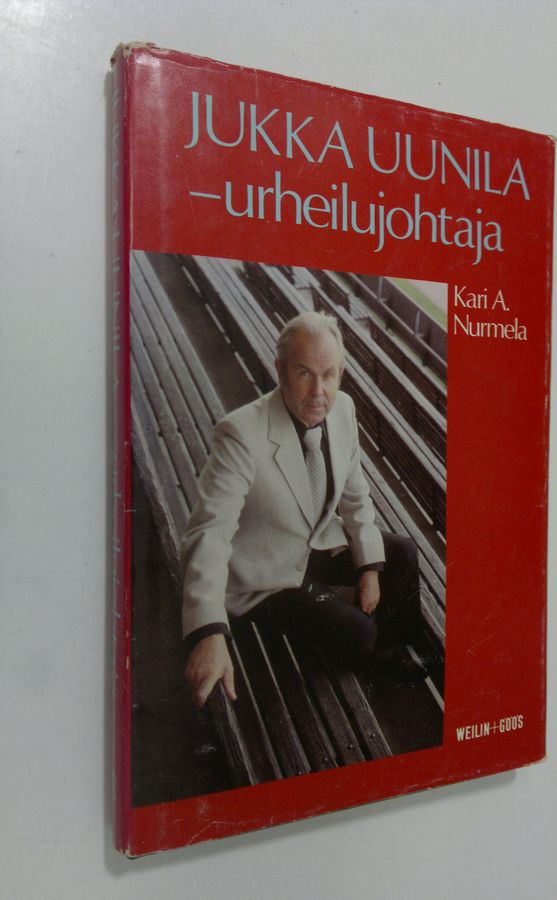 JUKKA UUNILA
–urheilujohtaja
Kari A.
Nurmela
WEILIN+GÖÖS